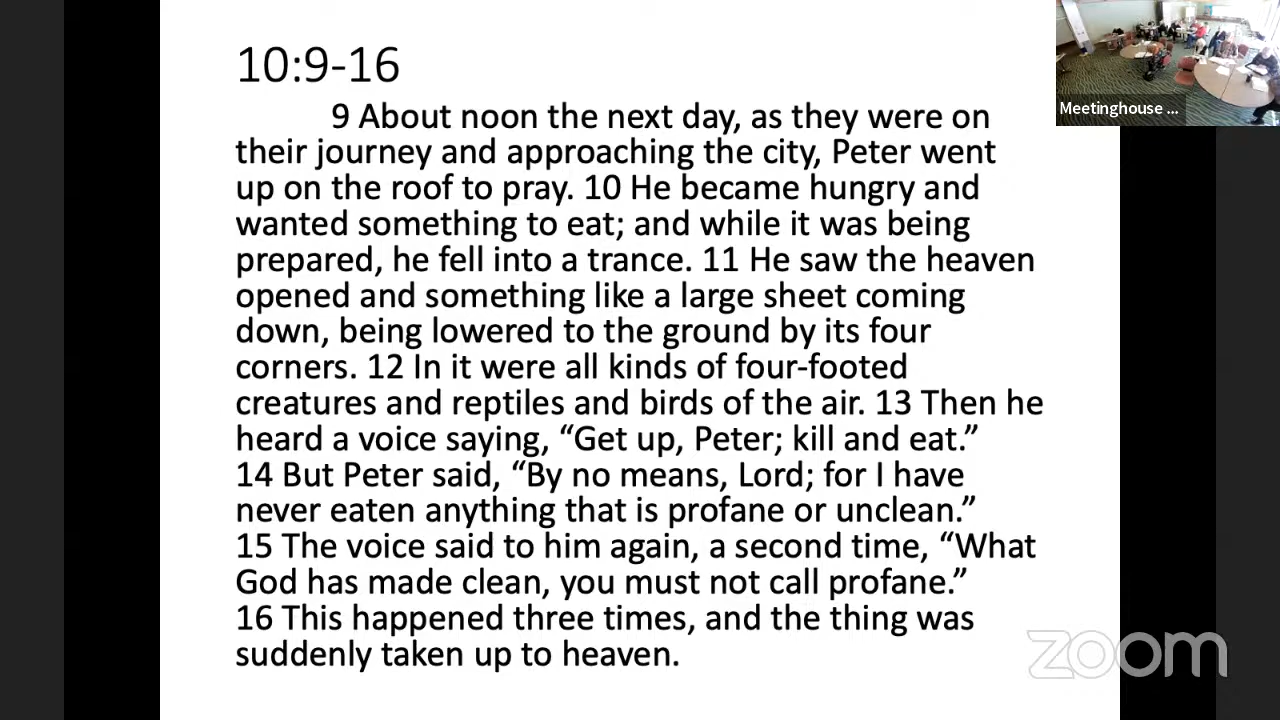 10:9-16
9 About noon the next day, as they were on
their journey and approaching the city, Peter went
up on the roof to pray. 10 He became hungry and
wanted something to eat; and while it was being
prepared, he fell into a trance. 11 He saw the heaven
opened and something like a large sheet coming
down, being lowered to the ground by its four
corners. 12 In it were all kinds of four-footed
creatures and reptiles and birds of the air. 13 Then he
heard a voice saying, “Get up, Peter; kill and eat.”
14 But Peter said, “By no means, Lord; for I have
never eaten anything that is profane or unclean.”
15 The voice said to him again, a second time, “What
God has made clean, you must not call profane.”
16 This happened three times, and the thing was
suddenly taken up to heaven.
Meetinghouse ...
zoom